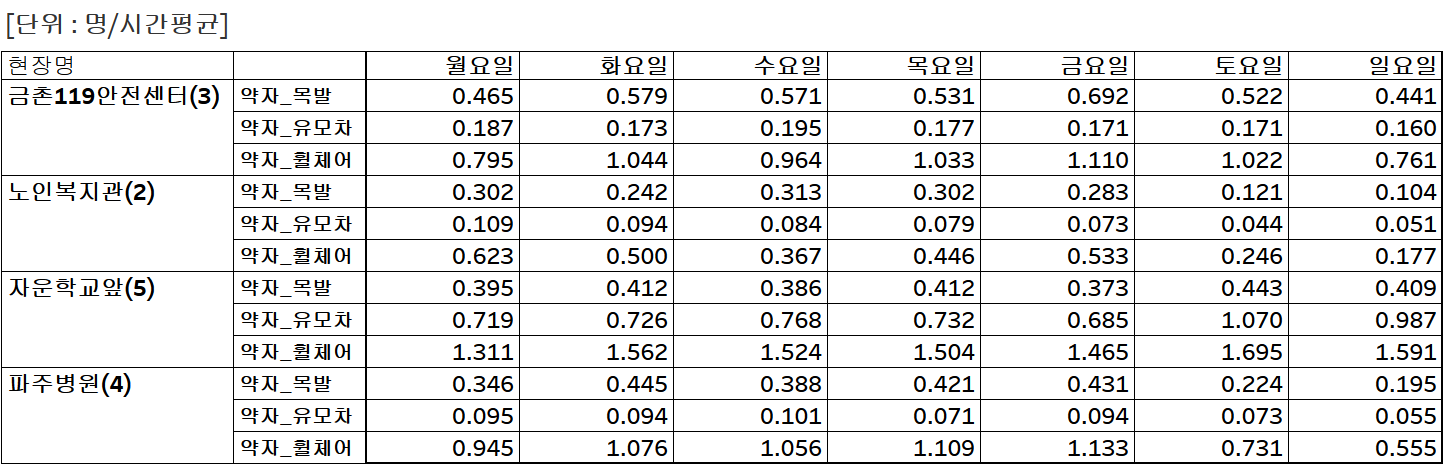 [단위 : 명/시간평균]
현장명 월요일 화요일 수요일 목요일 금요일 토요일 일요일
금촌119안전센터(3) 약자_목발 0.465 0.579 0.571 0.531 0.692 0.522 0.441
약자_유모차 0.187 0.173 0.195 0.177 0.171 0.171 0.160
약자_휠체어 0.795 1.044 0.964 1.033 1.110 1.022 0.761
노인복지관(2) 약자_목발 0.302 0.242 0.313 0.302 0.283 0.121 0.104
약자_유모차 0.109 0.094 0.084 0.079 0.073 0.044 0.051
약자_휠체어 0.623 0.500 0.367 0.446 0.533 0.246 0.177
자운학교앞(5) 약자_목발 0.395 0.412 0.386 0.412 0.373 0.443 0.409
약자_유모차 0.719 0.726 0.768 0.732 0.685 1.070 0.987
약자_휠체어 1.311 1.562 1.524 1.504 1.465 1.695 1.591
파주병원(4) 약자_목발 0.346 0.445 0.388 0.421 0.431 0.224 0.195
약자_유모차 0.095 0.094 0.101 0.071 0.094 0.073 0.055
약자_휠체어 0.945 1.076 1.056 1.109 1.133 0.731 0.555